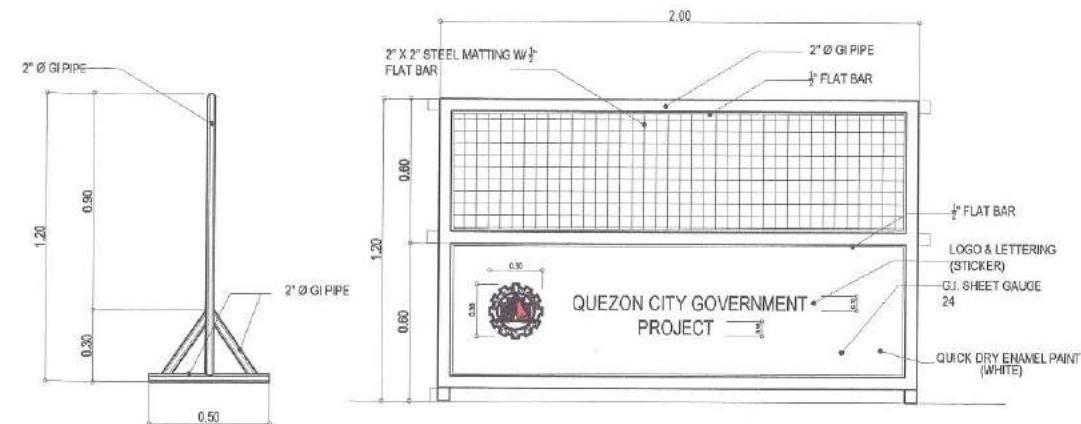 2" Ø GI PIPE
1.20
0.90
0.30
2" Ø GI PIPE
0.50
2.00
2" X 2" STEEL MATTING W/ ½"
FLAT BAR
2" Ø GI PIPE
½" FLAT BAR
1.20
0.60
0.60
½" FLAT BAR
LOGO & LETTERING
(STICKER)
G.I. SHEET GAUGE
24
QUICK DRY ENAMEL PAINT
(WHITE)
0.30
0.30
QUEZON CITY GOVERNMENT
PROJECT